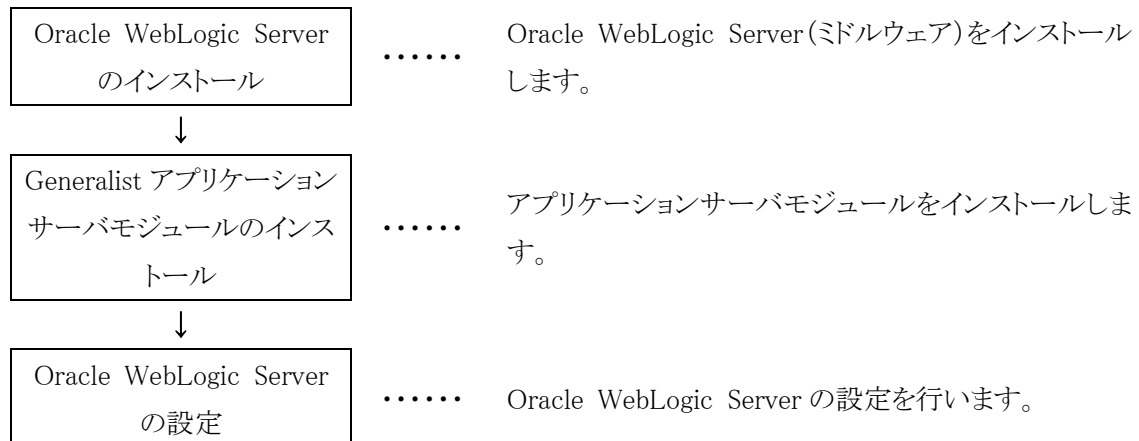 Oracle WebLogic Server
のインストール
……
Oracle WebLogic Server(ミドルウェア)をインストール
します。
↓
Generalist アプリケーション
サーバモジュールのインス
トール
……
アプリケーションサーバモジュールをインストールしま
す。
↓
Oracle WebLogic Server
の設定
……
Oracle WebLogic Server の設定を行います。